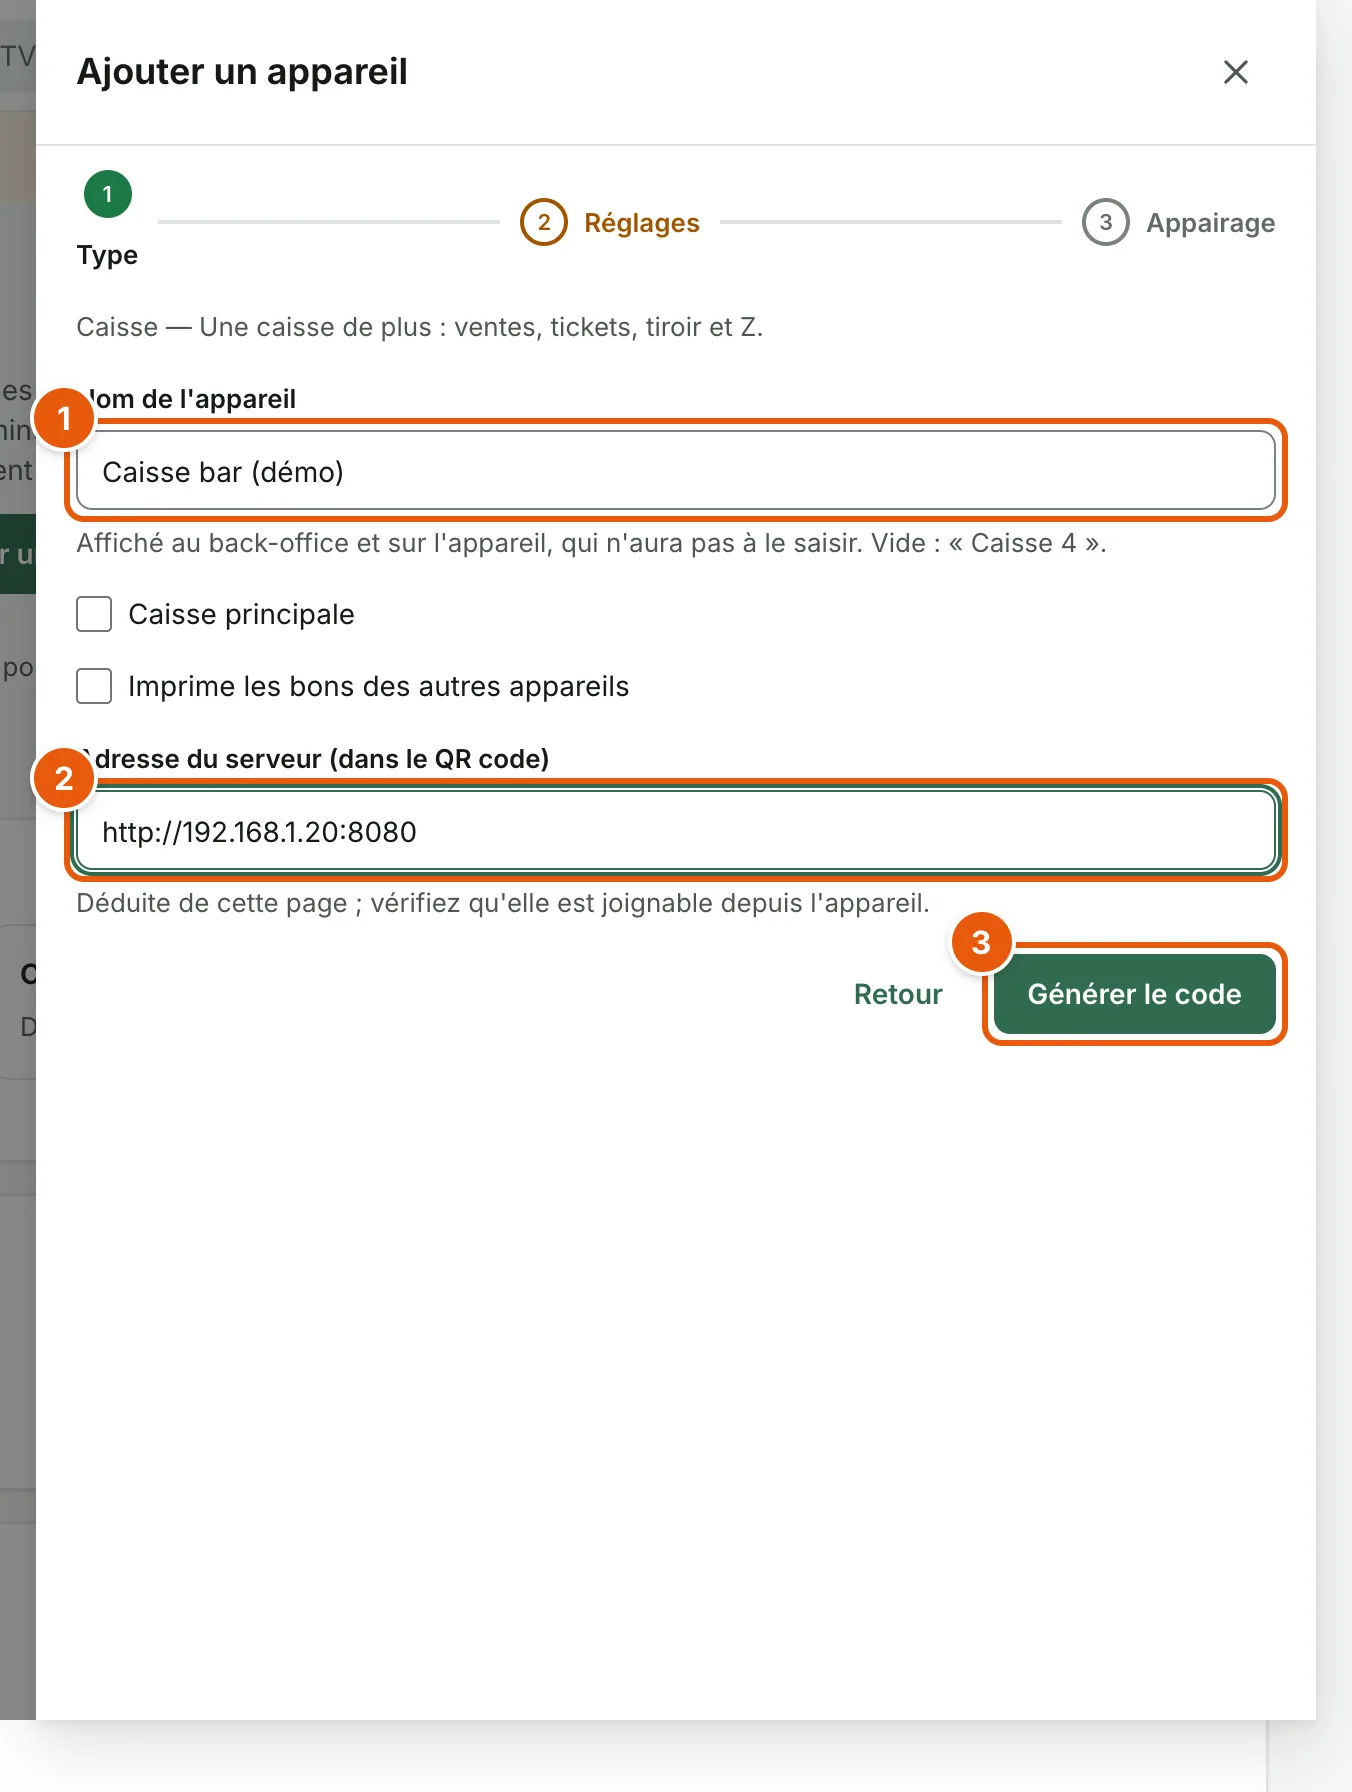 TV
Ajouter un appareil
1
Type
2 Réglages
3 Appairage
Caisse — Une caisse de plus : ventes, tickets, tiroir et Z.
1
Nom de l'appareil
Caisse bar (démo)
Affiché au back-office et sur l'appareil, qui n'aura pas à le saisir. Vide : « Caisse 4 ».
Caisse principale
Imprime les bons des autres appareils
2
Adresse du serveur (dans le QR code)
http://192.168.1.20:8080
Déduite de cette page ; vérifiez qu'elle est joignable depuis l'appareil.
3
Retour
Générer le code